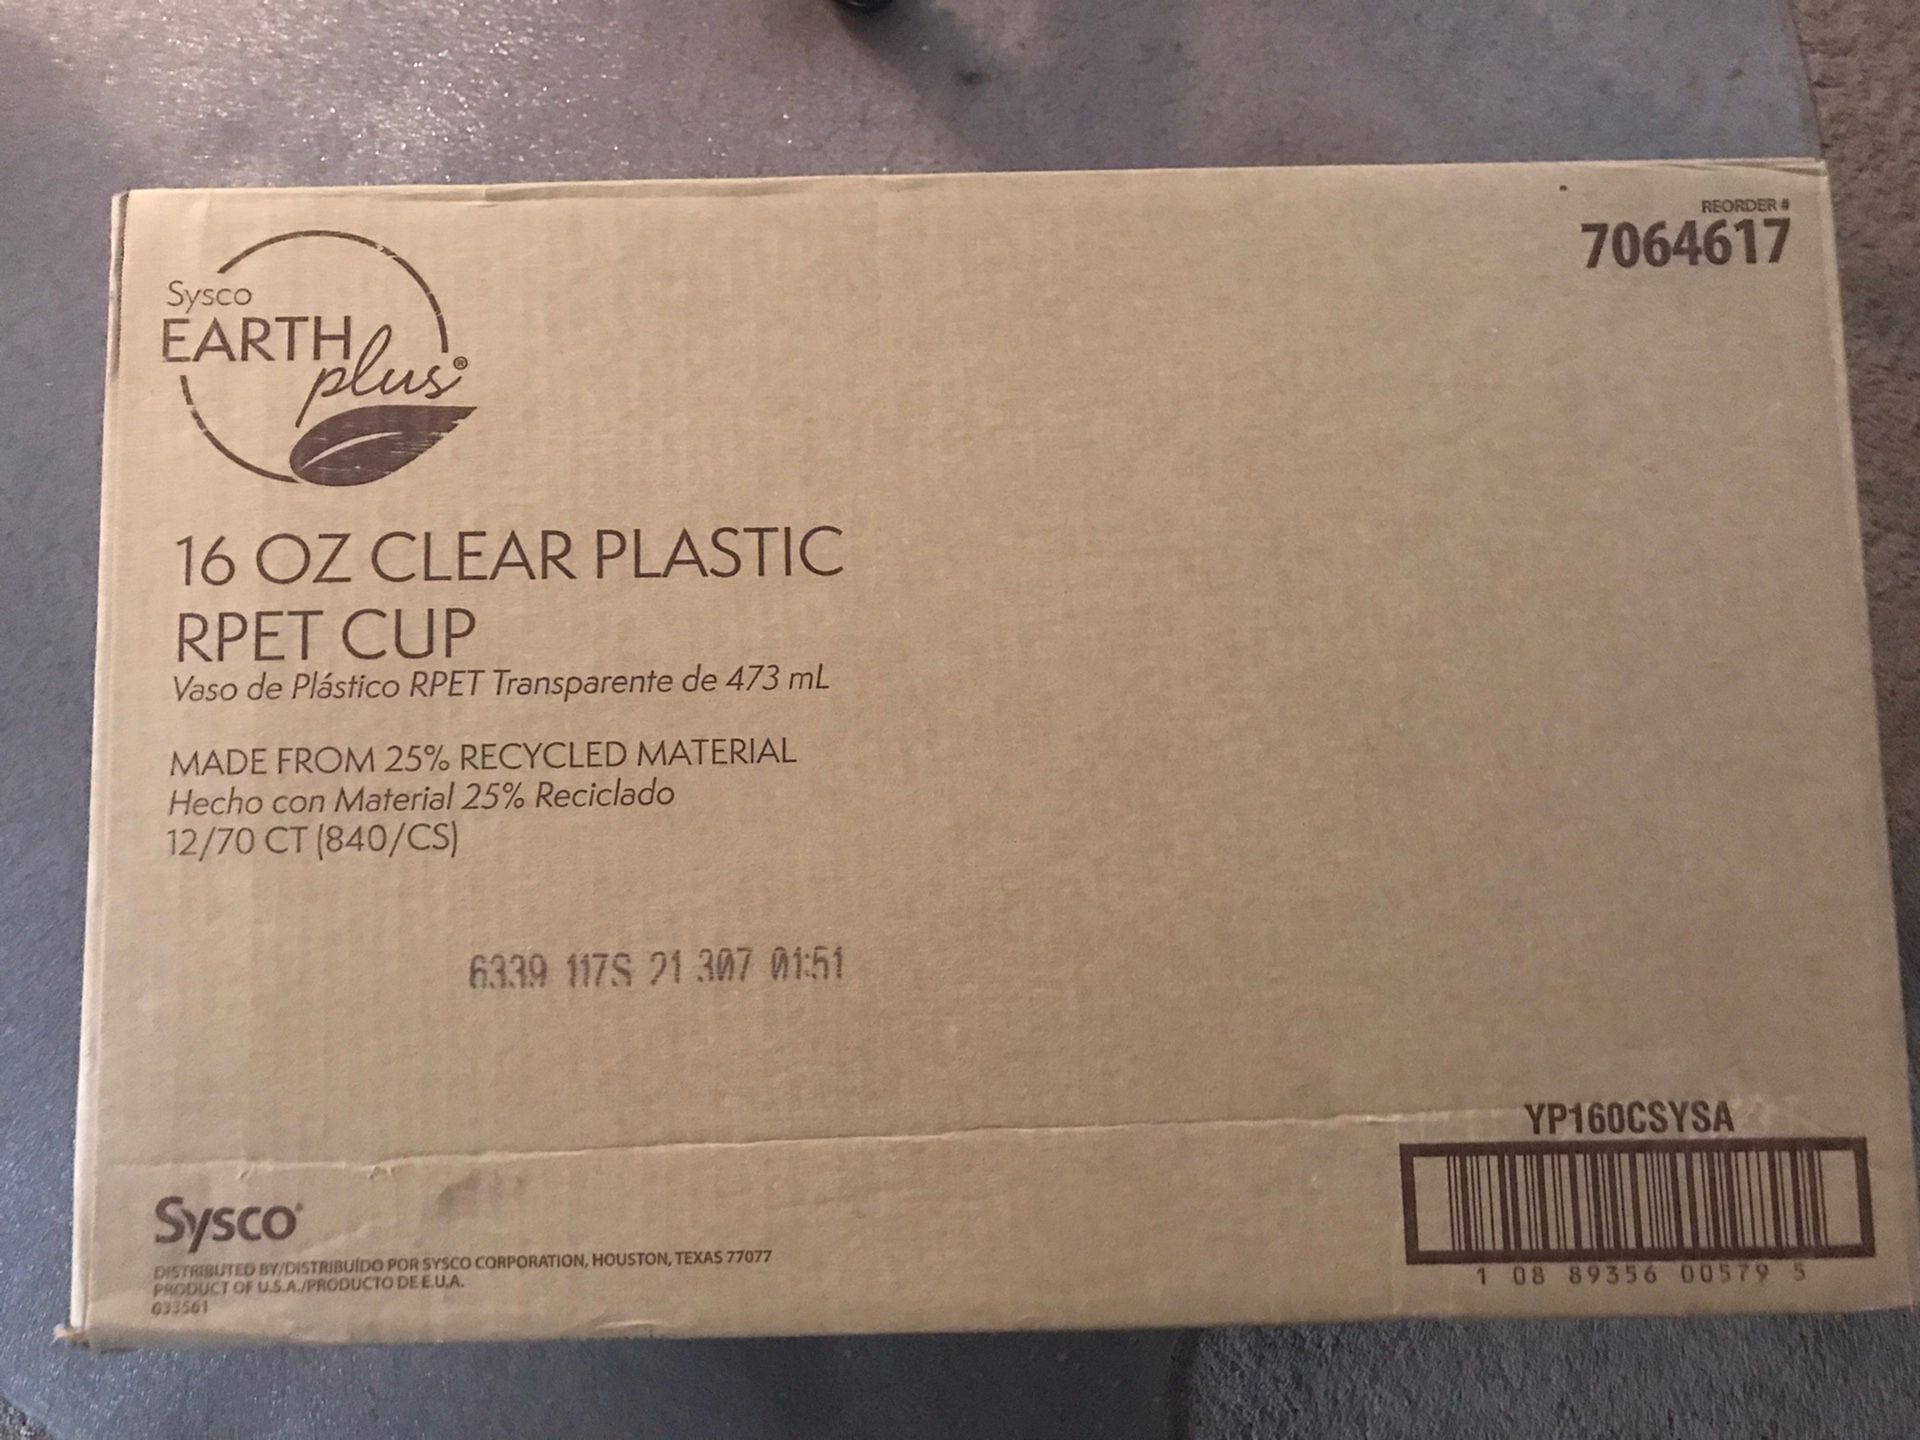 REORDER #
7064617
Sysco
EARTH
plus®
16 OZ CLEAR PLASTIC
RPET CUP
Vaso de Plástico RPET Transparente de 473 mL
MADE FROM 25% RECYCLED MATERIAL
Hecho con Material 25% Reciclado
12/70 CT (840/CS)
6339 117S 21 307 01:51
YP160CSYSA
1 08 89356 00579 5
Sysco®
DISTRIBUTED BY/DISTRIBUÍDO POR SYSCO CORPORATION, HOUSTON, TEXAS 77077
PRODUCT OF U.S.A./PRODUCTO DE E.U.A.
033561